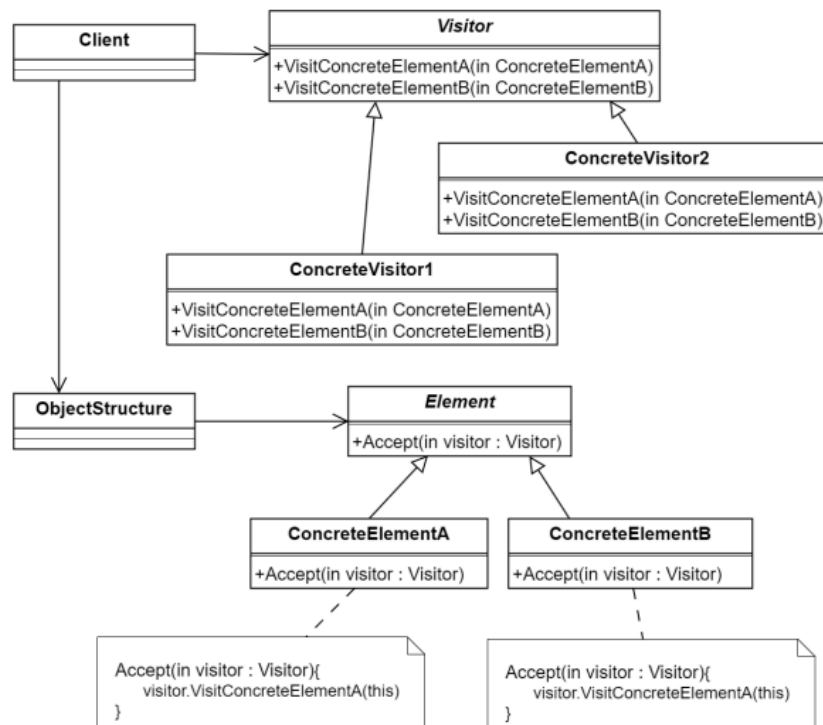 Client
Visitor
+VisitConcreteElementA(in ConcreteElementA)
+VisitConcreteElementB(in ConcreteElementB)
ConcreteVisitor2
+VisitConcreteElementA(in ConcreteElementA)
+VisitConcreteElementB(in ConcreteElementB)
ConcreteVisitor1
+VisitConcreteElementA(in ConcreteElementA)
+VisitConcreteElementB(in ConcreteElementB)
ObjectStructure
Element
+Accept(in visitor : Visitor)
ConcreteElementA
+Accept(in visitor : Visitor)
ConcreteElementB
+Accept(in visitor : Visitor)
Accept(in visitor : Visitor){
visitor.VisitConcreteElementA(this)
}
Accept(in visitor : Visitor){
visitor.VisitConcreteElementA(this)
}